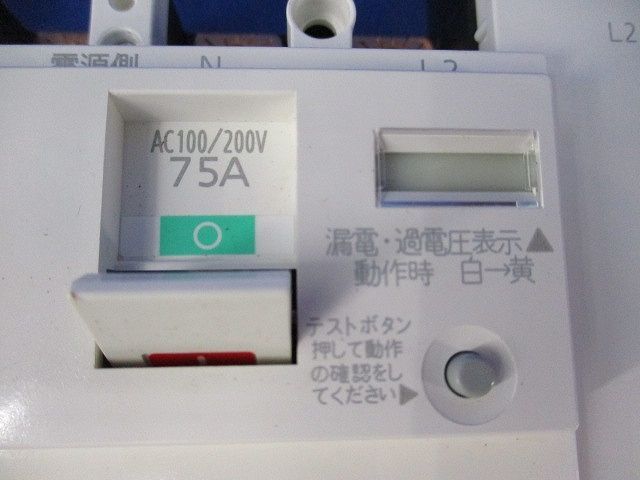 電源側 N L2
L2
AC100/200V
75A
漏電・過電圧表示▲
動作時 白→黄
テストボタン
押して動作
の確認をし
てください▶